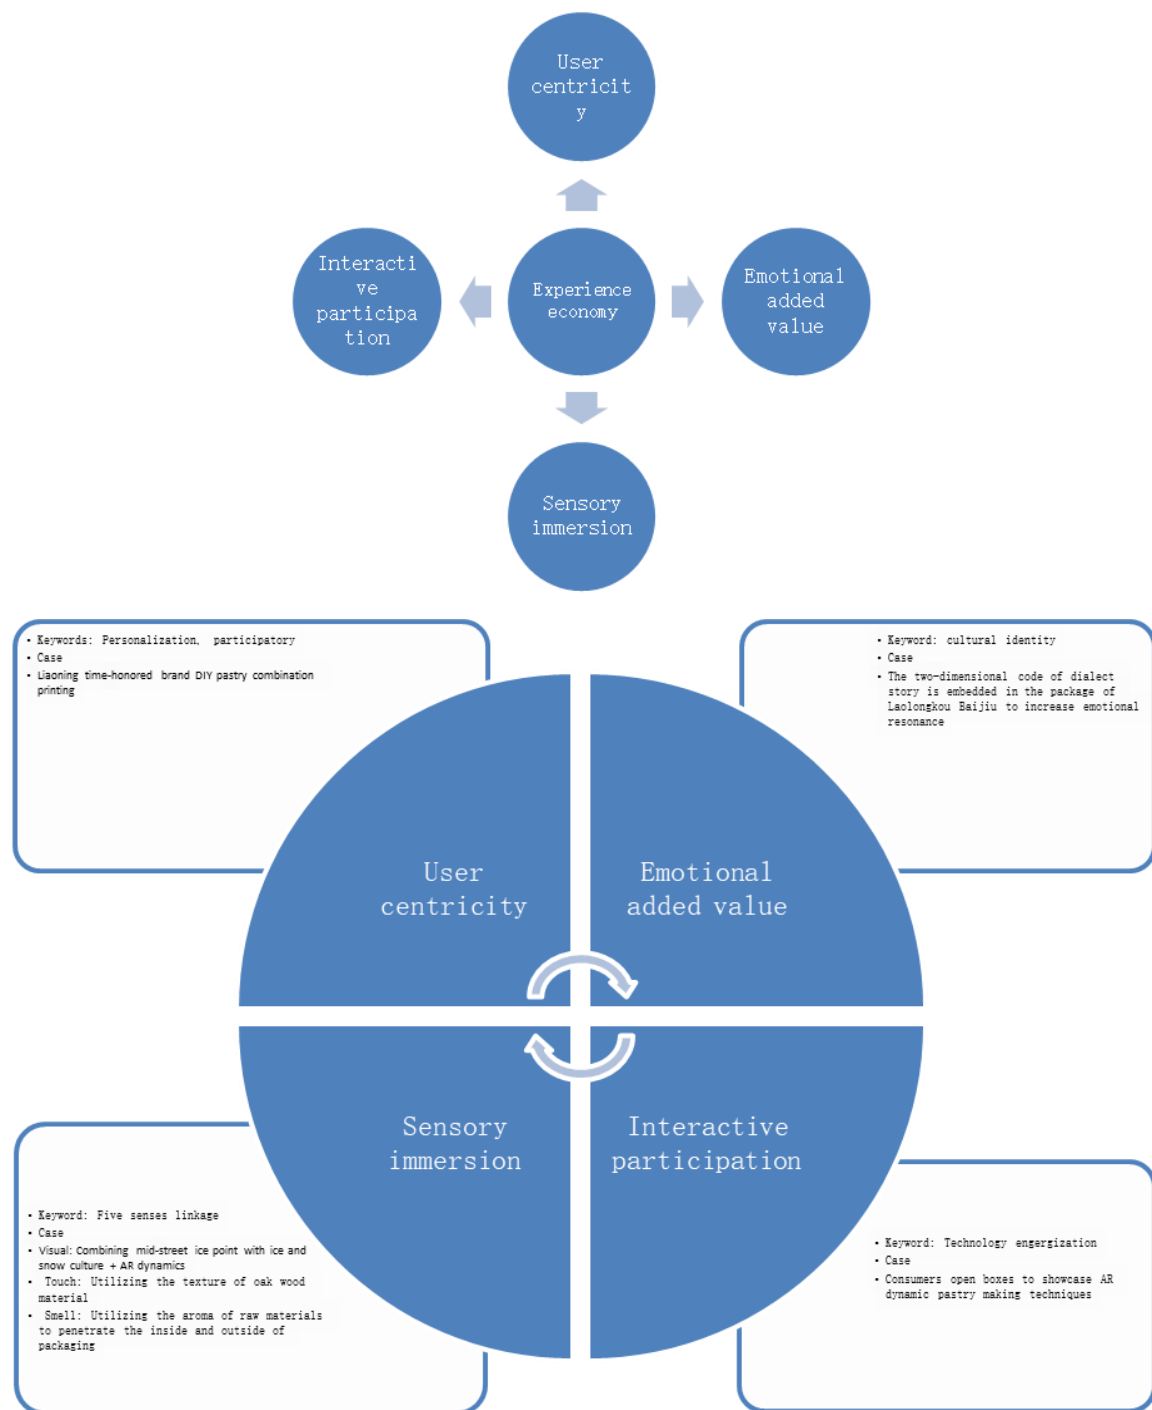 User
centricit
y
Interacti
ve
participa
tion
Experience
economy
Emotional
added
value
Sensory
immersion
• Keywords: Personalization, participatory
• Case
• Liaoning time-honored brand DIY pastry combination
printing
• Keyword: cultural identity
• Case
• The two-dimensional code of dialect
story is embedded in the package of
Laolongkou Baijiu to increase emotional
resonance
User
centricity
Emotional
added value
Sensory
immersion
Interactive
participation
• Keyword: Five senses linkage
• Case
• Visual: Combining mid-street ice point with ice and
snow culture + AR dynamics
• Touch: Utilizing the texture of oak wood
material
• Smell: Utilizing the aroma of raw materials
to penetrate the inside and outside of
packaging
• Keyword: Technology engergization
• Case
• Consumers open boxes to showcase AR
dynamic pastry making techniques